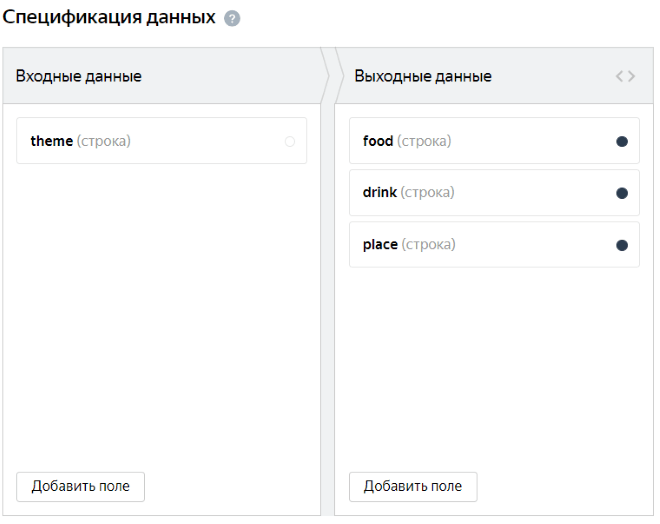 Спецификация данных ?
Входные данные
Выходные данные
theme (строка)
food (строка)
drink (строка)
place (строка)
Добавить поле
Добавить поле